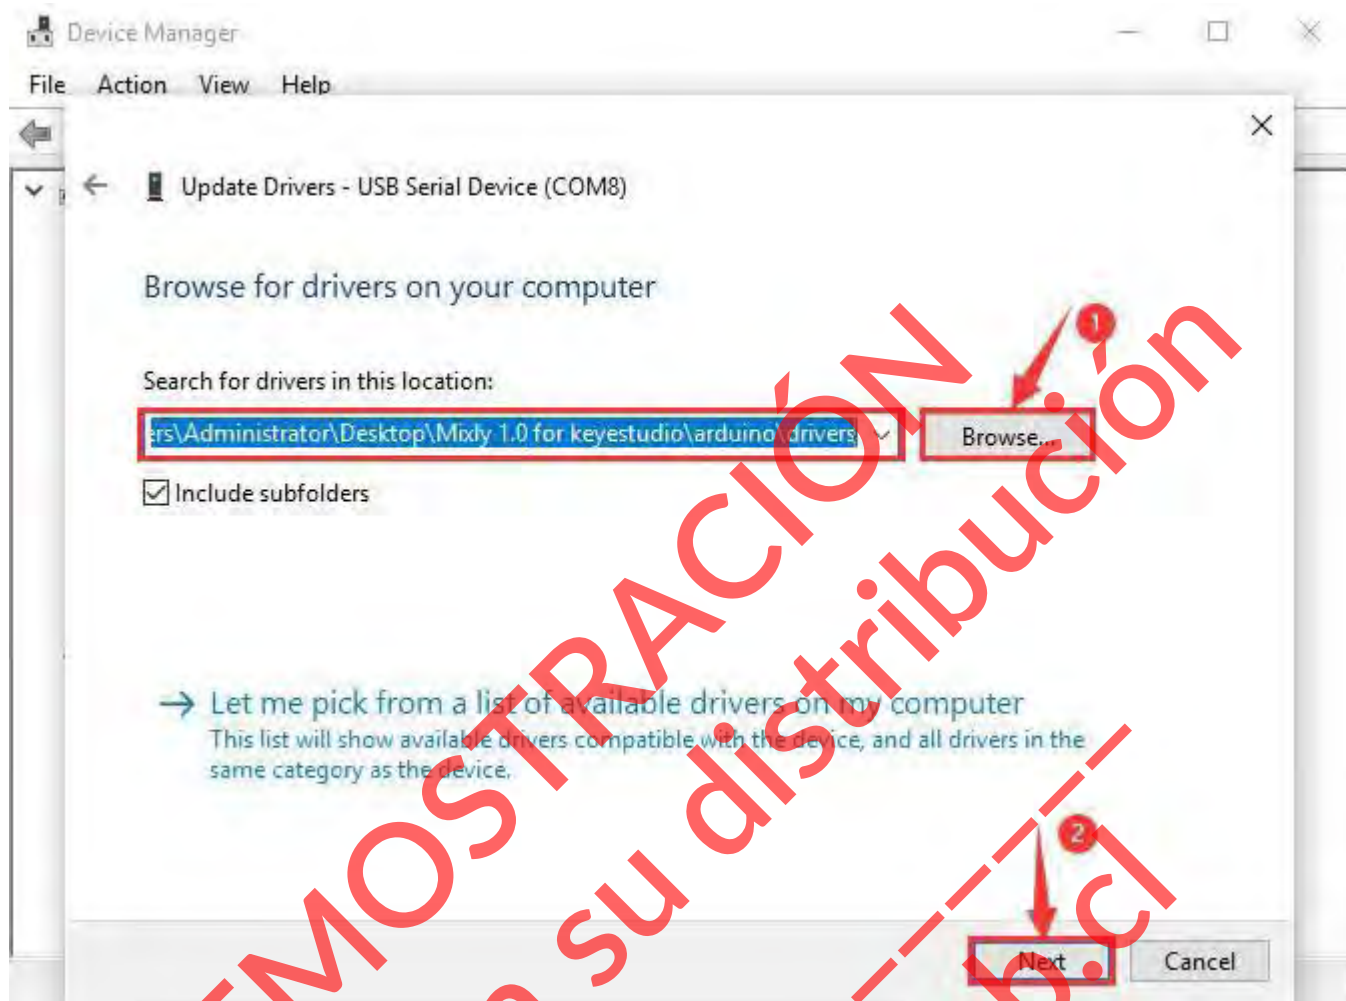 Device Manager
File Action View Help
Update Drivers - USB Serial Device (COM8)
Browse for drivers on your computer
1
Search for drivers in this location:
ers\Administrator\Desktop\Mixly 1.0 for keyestudio\arduino\drivers
Browse...
Include subfolders
Let me pick from a list of available drivers on my computer
This list will show available drivers compatible with the device, and all drivers in the
same category as the device.
2
Next Cancel
MOSTRACIÓN
su distribución
b.cl